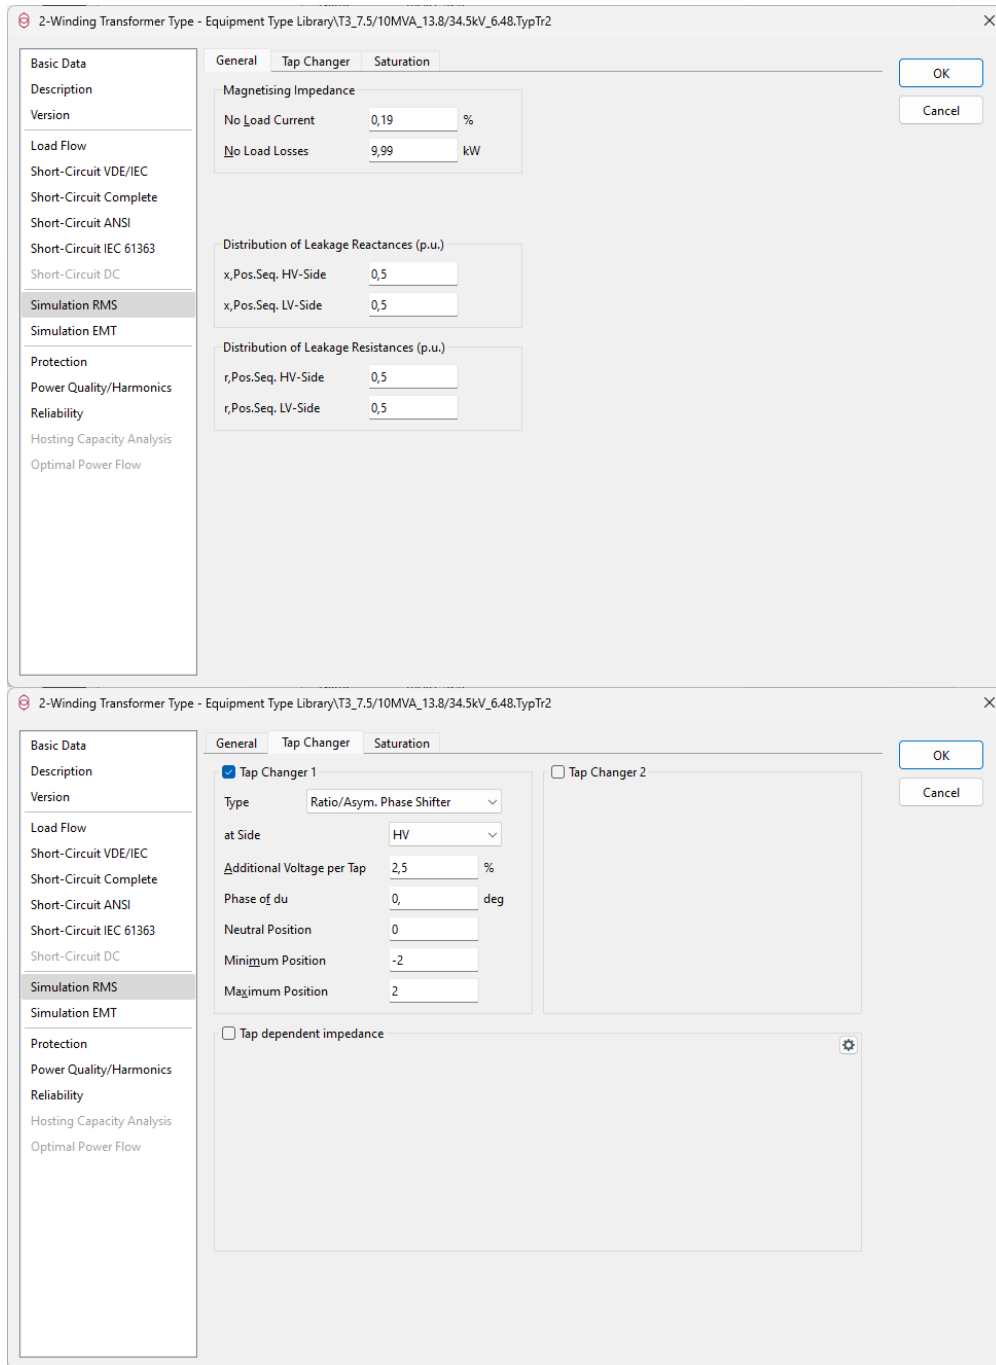 2-Winding Transformer Type - Equipment Type Library\T3_7.5/10MVA_13.8/34.5kV_6.48.TypTr2
Basic Data
Description
Version
Load Flow
Short-Circuit VDE/IEC
Short-Circuit Complete
Short-Circuit ANSI
Short-Circuit IEC 61363
Short-Circuit DC
Simulation RMS
Simulation EMT
Protection
Power Quality/Harmonics
Reliability
Hosting Capacity Analysis
Optimal Power Flow
General Tap Changer Saturation
Magnetising Impedance
No Load Current 0,19 %
No Load Losses 9,99 kW
Distribution of Leakage Reactances (p.u.)
x,Pos.Seq. HV-Side 0,5
x,Pos.Seq. LV-Side 0,5
Distribution of Leakage Resistances (p.u.)
r,Pos.Seq. HV-Side 0,5
r,Pos.Seq. LV-Side 0,5
OK
Cancel
2-Winding Transformer Type - Equipment Type Library\T3_7.5/10MVA_13.8/34.5kV_6.48.TypTr2
Basic Data
Description
Version
Load Flow
Short-Circuit VDE/IEC
Short-Circuit Complete
Short-Circuit ANSI
Short-Circuit IEC 61363
Short-Circuit DC
Simulation RMS
Simulation EMT
Protection
Power Quality/Harmonics
Reliability
Hosting Capacity Analysis
Optimal Power Flow
General Tap Changer Saturation
Tap Changer 1
Type Ratio/Asym. Phase Shifter
at Side HV
Additional Voltage per Tap 2,5 %
Phase of du 0, deg
Neutral Position 0
Minimum Position -2
Maximum Position 2
Tap Changer 2
Tap dependent impedance
OK
Cancel